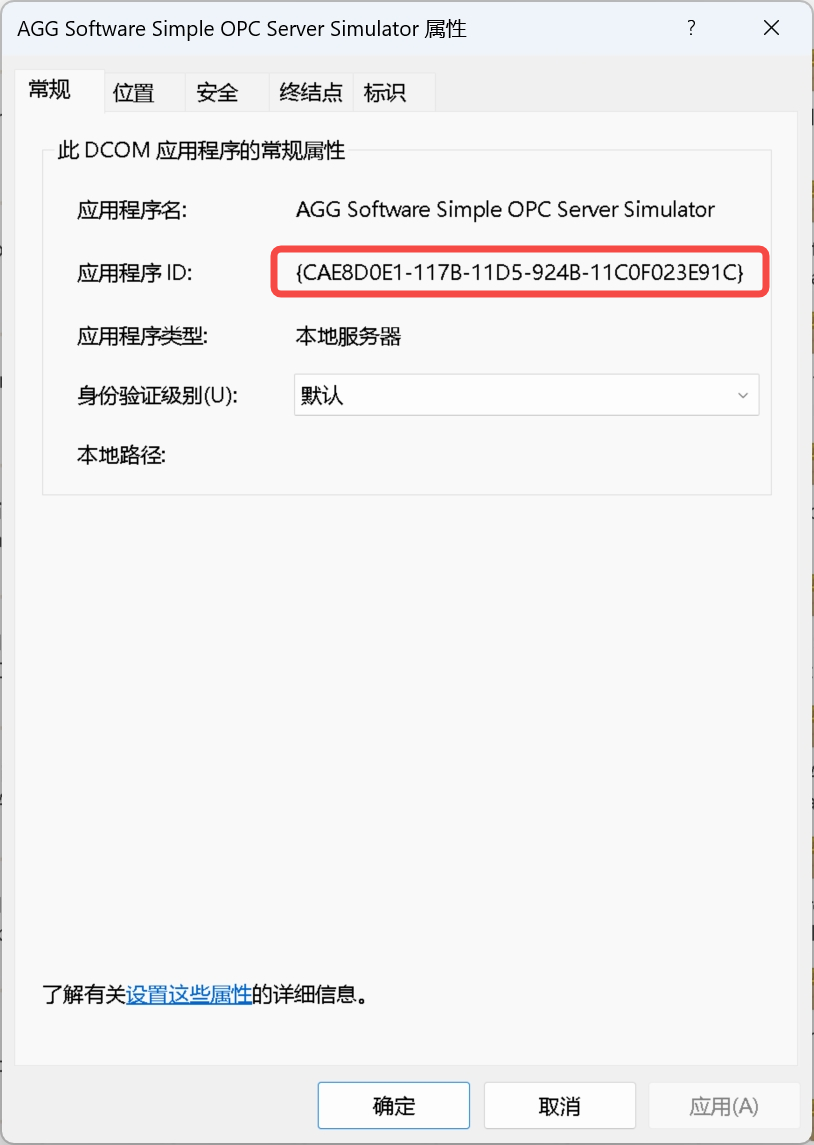 AGG Software Simple OPC Server Simulator 属性
?
常规
位置
安全
终结点
标识
此 DCOM 应用程序的常规属性
应用程序名:
AGG Software Simple OPC Server Simulator
应用程序 ID:
{CAE8D0E1-117B-11D5-924B-11C0F023E91C}
应用程序类型:
本地服务器
身份验证级别(U):
默认
本地路径:
了解有关设置这些属性的详细信息。
确定
取消
应用(A)